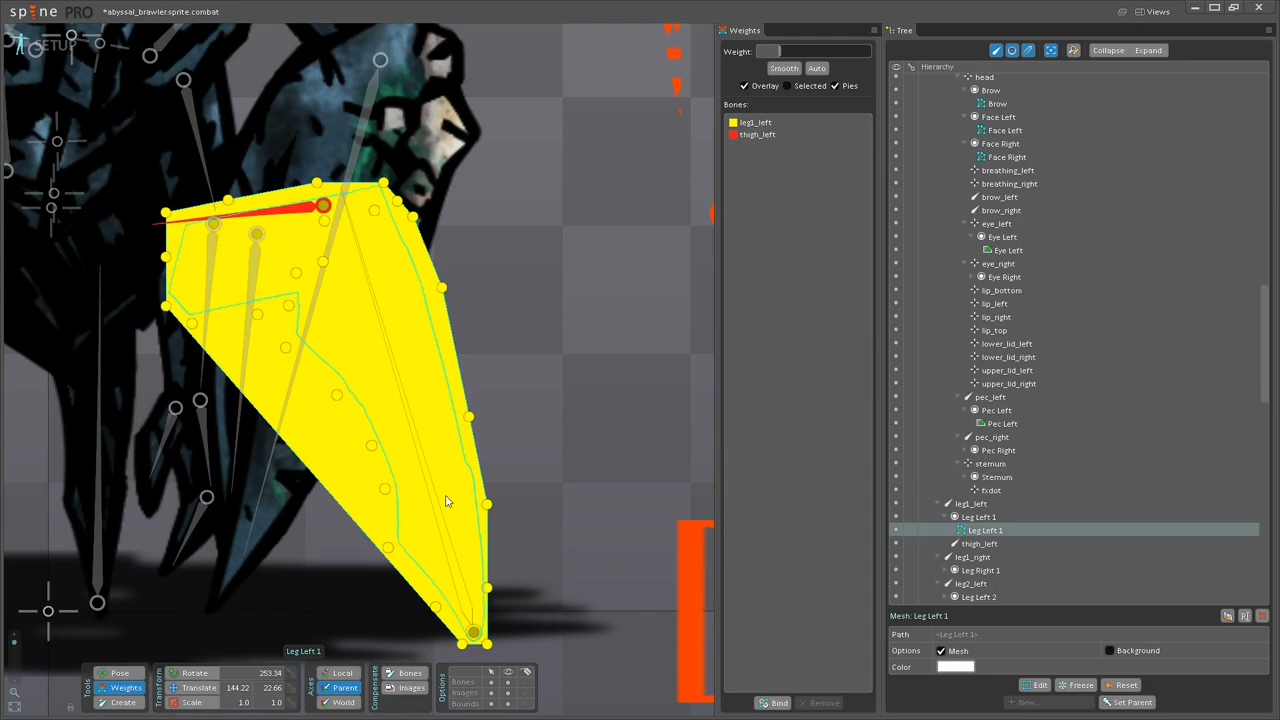 spine PRO
*abyssal_brawler.sprite.combat
Views
SETUP
Weights
Weight:
Smooth
Auto
Overlay
Selected
Pies
Bones:
leg1_left
thigh_left
Bind
Remove
Tree
Collapse
Expand
Hierarchy
head
Brow
Brow
Face Left
Face Left
Face Right
Face Right
breathing_left
breathing_right
brow_left
brow_right
eye_left
Eye Left
Eye Left
eye_right
Eye Right
lip_bottom
lip_left
lip_right
lip_top
lower_lid_left
lower_lid_right
upper_lid_left
upper_lid_right
pec_left
Pec Left
Pec Left
pec_right
Pec Right
sternum
Sternum
fxdot
leg1_left
Leg Left 1
Leg Left 1
thigh_left
leg1_right
Leg Right 1
leg2_left
Leg Left 2
Mesh: Leg Left 1
Path <Leg Left 1>
Options Mesh Background
Color
Edit Freeze Reset
New... Set Parent
Leg Left 1
Tools
Pose
Weights
Create
Transform
Rotate 253.34
Translate 144.22 22.66
Scale 1.0 1.0
Axes
Local
Parent
World
Compensate
Bones
Images
Options
Bones
Images
Bounds